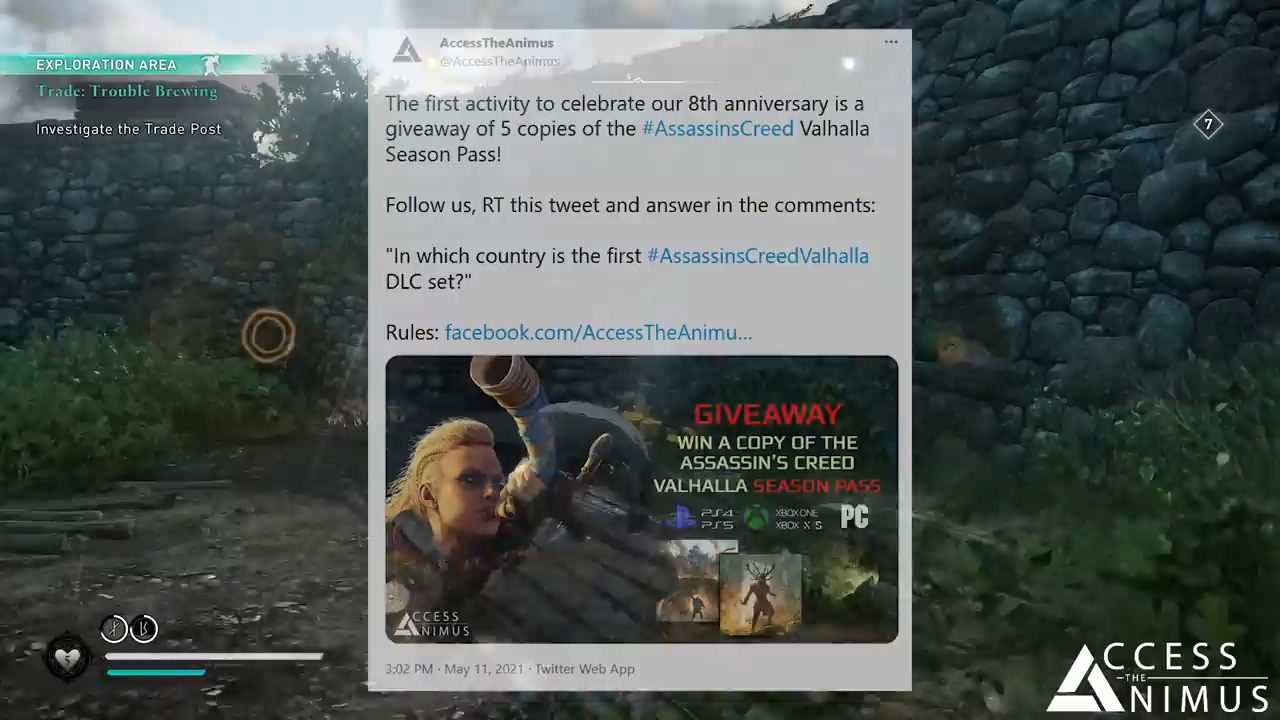 EXPLORATION AREA
Trade: Trouble Brewing
Investigate the Trade Post
AccessTheAnimus
@AccessTheAnimus
The first activity to celebrate our 8th anniversary is a
giveaway of 5 copies of the #AssassinsCreed Valhalla
Season Pass!
Follow us, RT this tweet and answer in the comments:
"In which country is the first #AssassinsCreedValhalla
DLC set?"
Rules: facebook.com/AccessTheAnimu...
GIVEAWAY
WIN A COPY OF THE
ASSASSIN'S CREED
VALHALLA SEASON PASS
PS4
PS5
XBOX ONE
XBOX X S
PC
ACCESS
ANIMUS
3:02 PM · May 11, 2021 · Twitter Web App
7
5
ACCESS
THE
ANIMUS